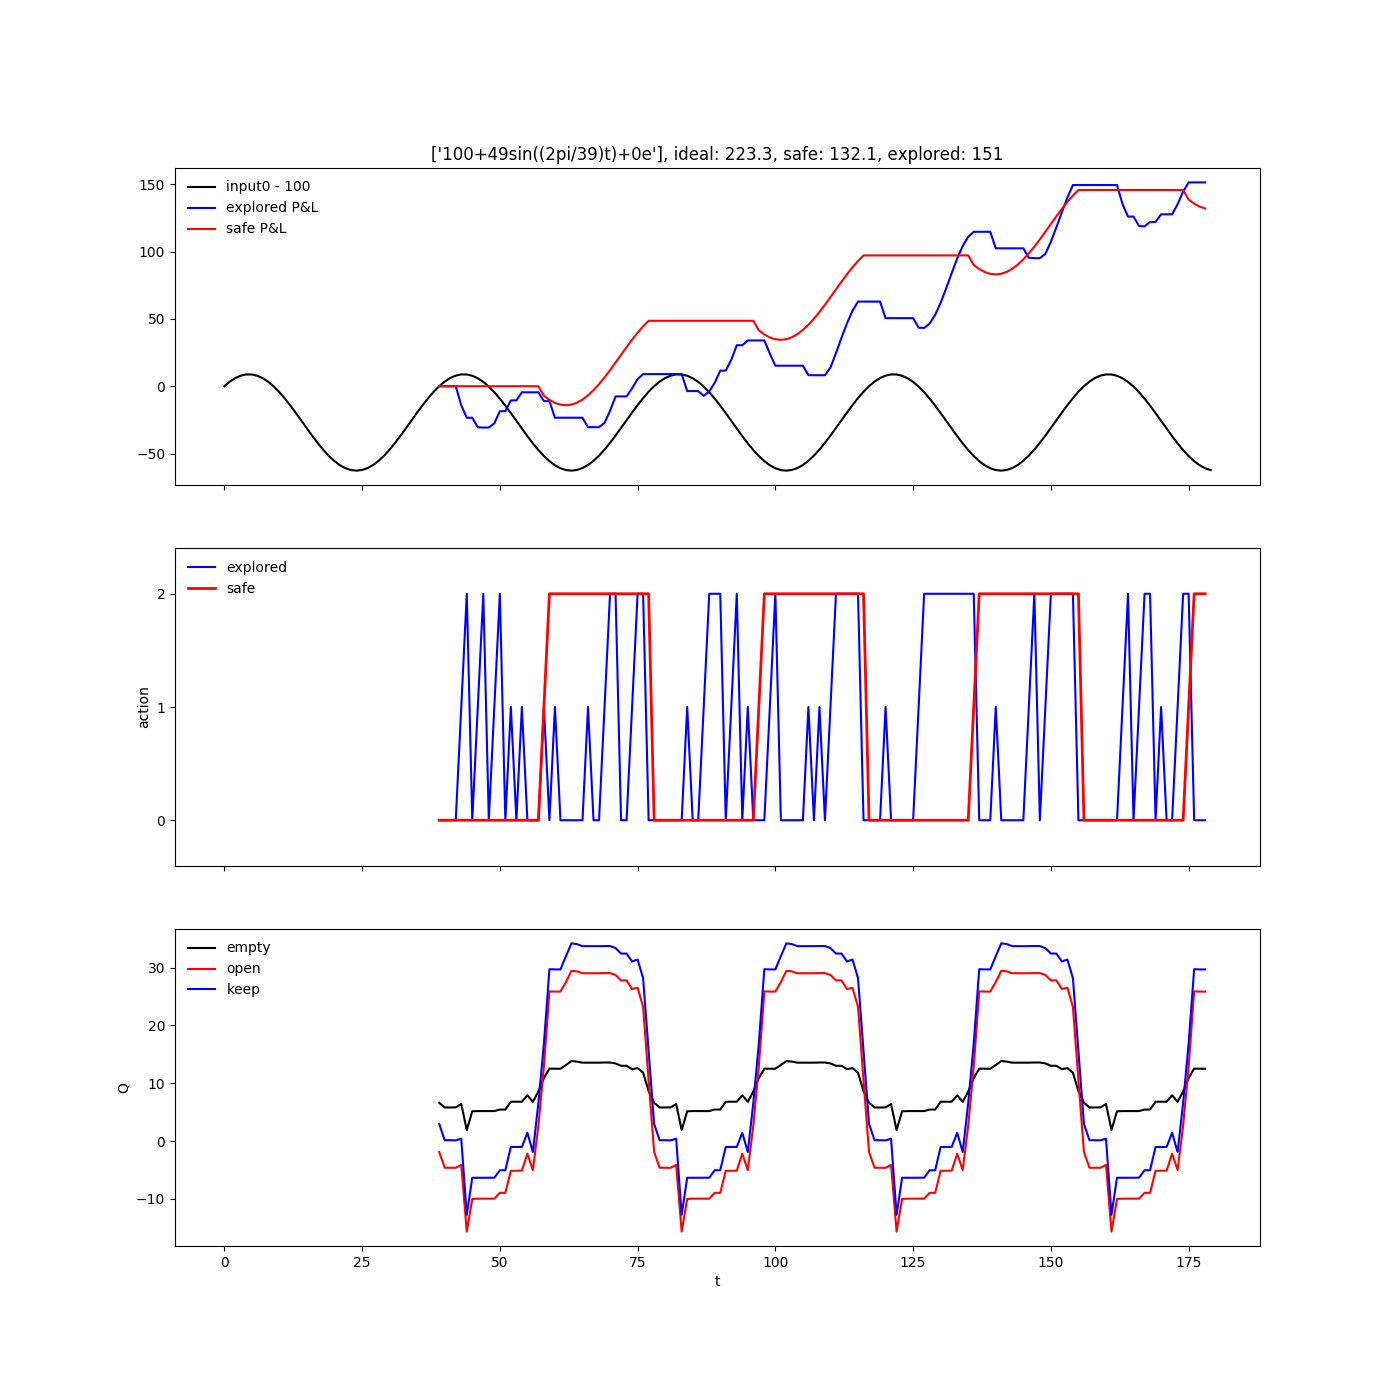 ['100+49sin((2pi/39)t)+0e'], ideal: 223.3, safe: 132.1, explored: 151
input0 - 100
explored P&L
safe P&L
150
100
50
0
−50
explored
safe
2
1
0
action
empty
open
keep
30
20
10
0
−10
Q
0 25 50 75 100 125 150 175
t